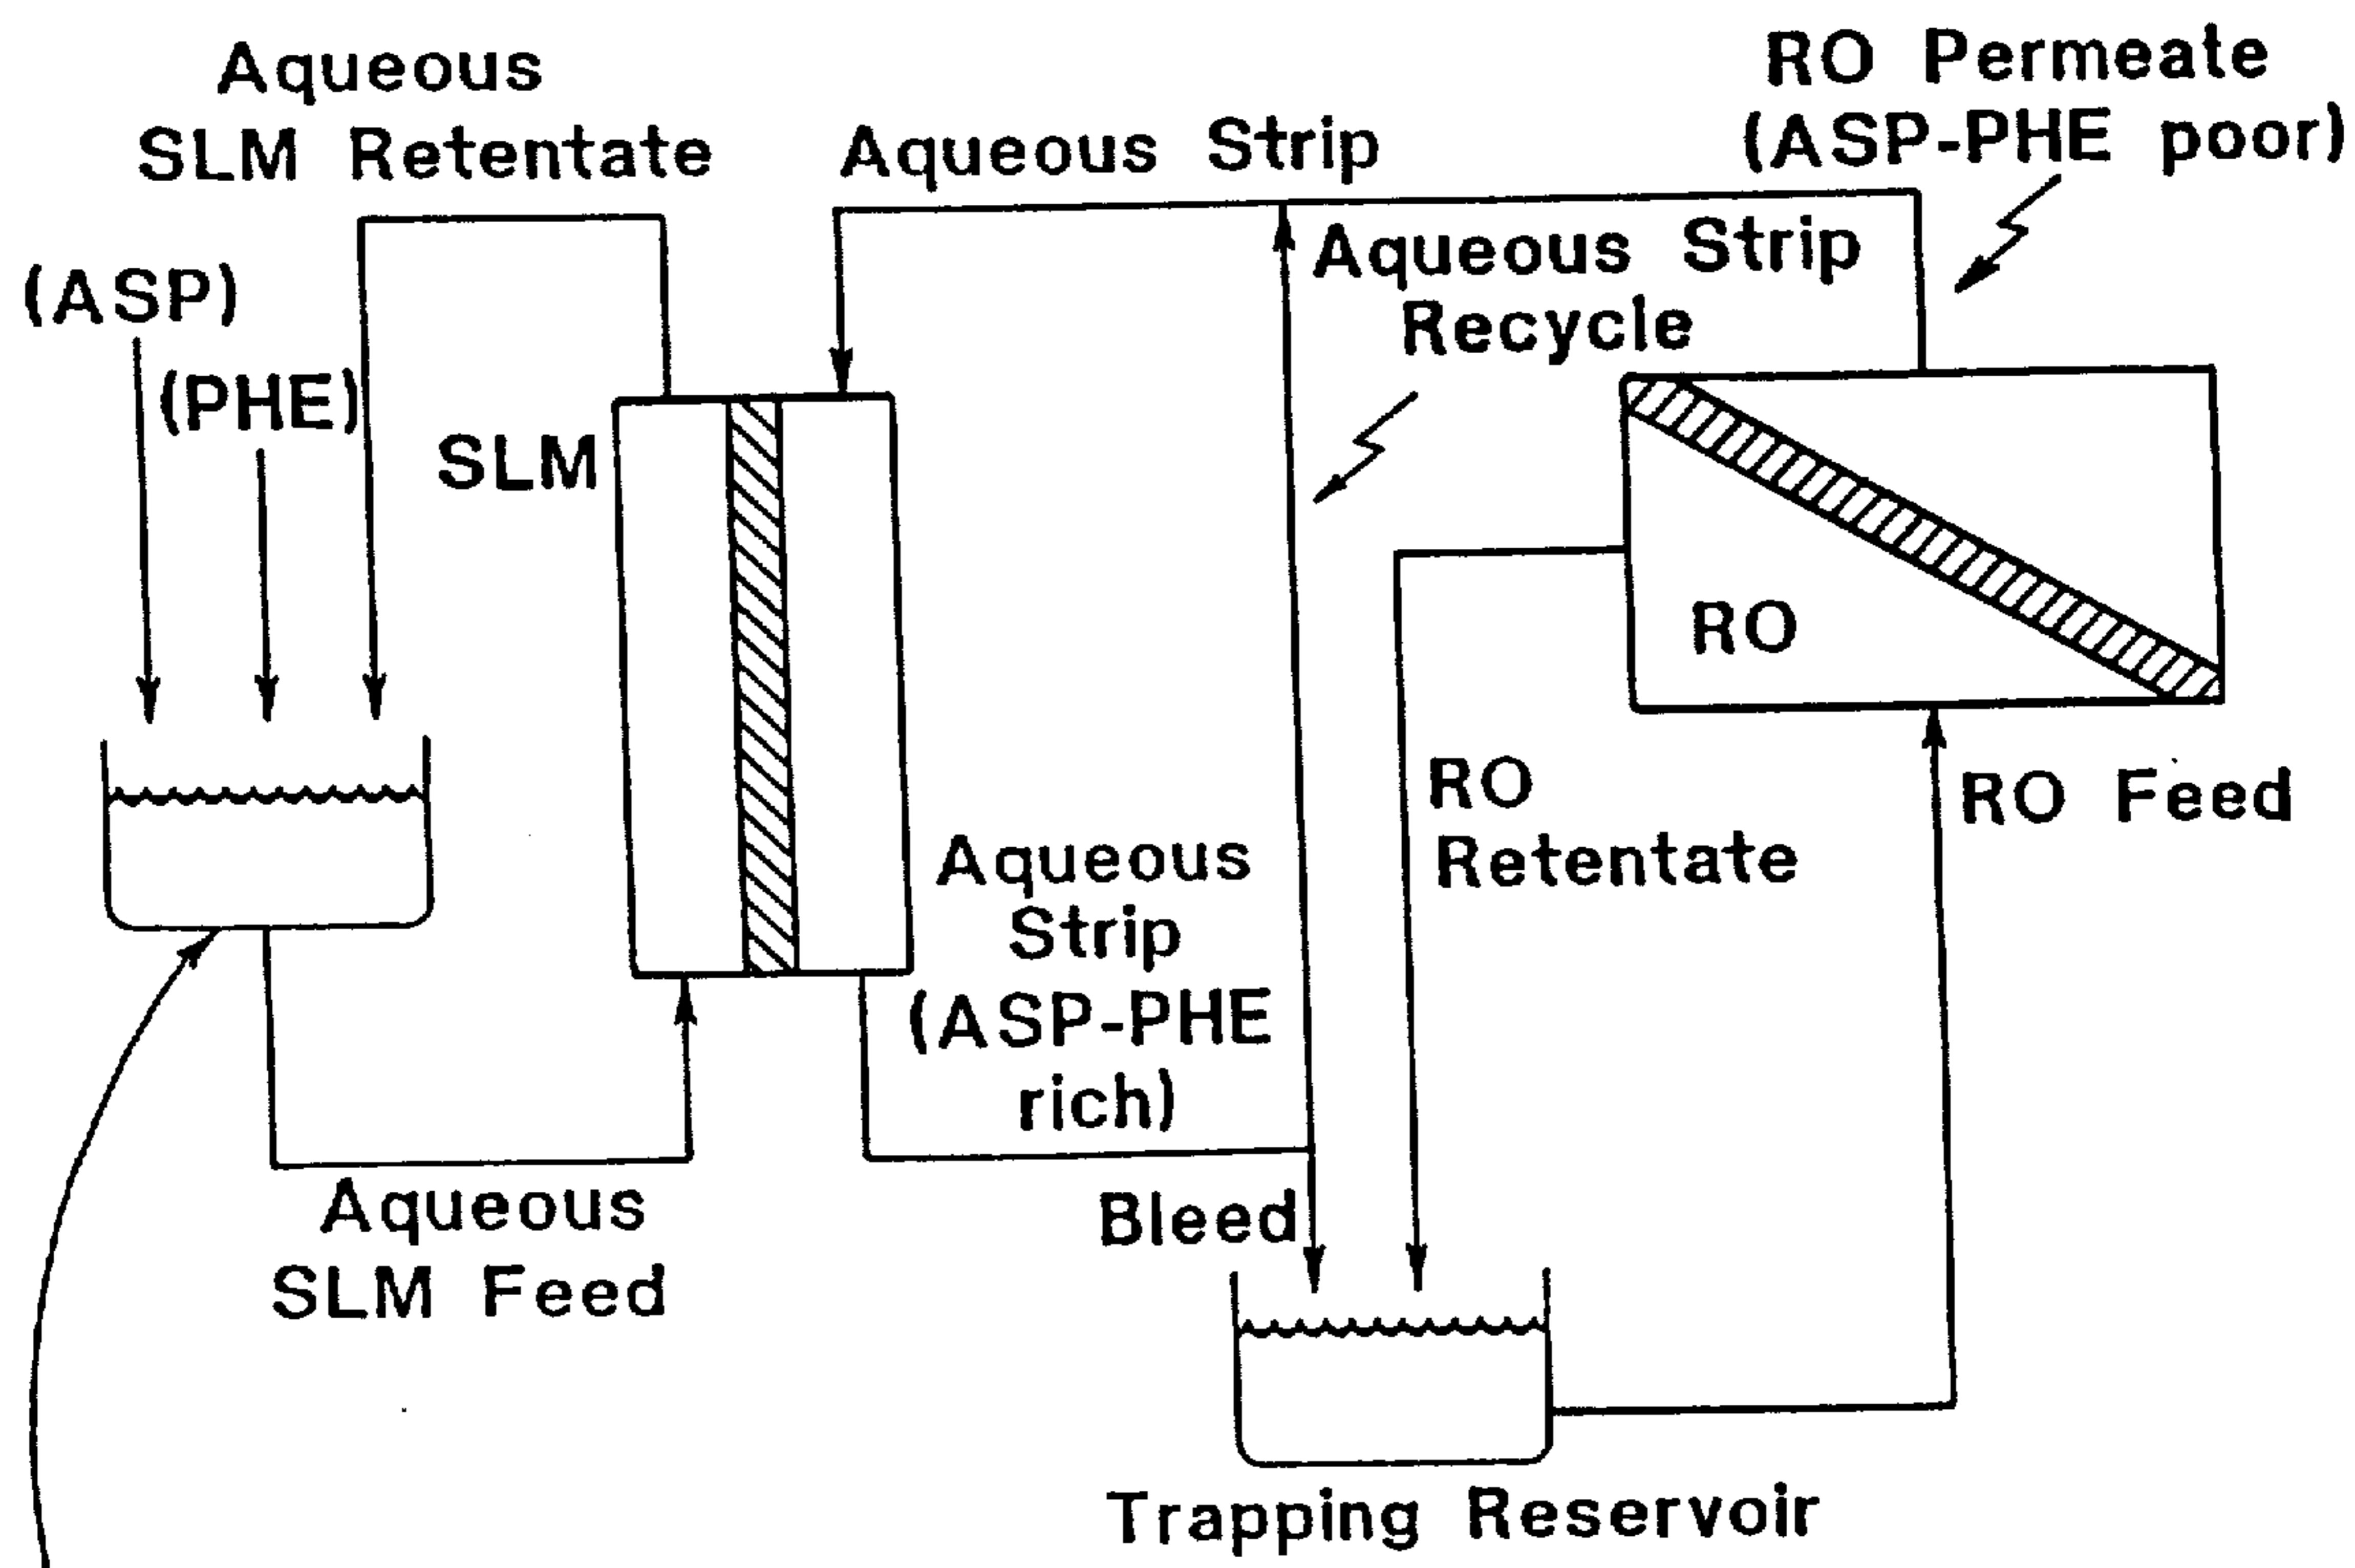 Aqueous
SLM Retentate
Aqueous Strip
RO Permeate
(ASP-PHE poor)
(ASP)
(PHE)
SLM
Aqueous Strip
Recycle
RO
RO
Retentate
RO Feed
Aqueous
Strip
(ASP-PHE
rich)
Bleed
Aqueous
SLM Feed
Trapping Reservoir